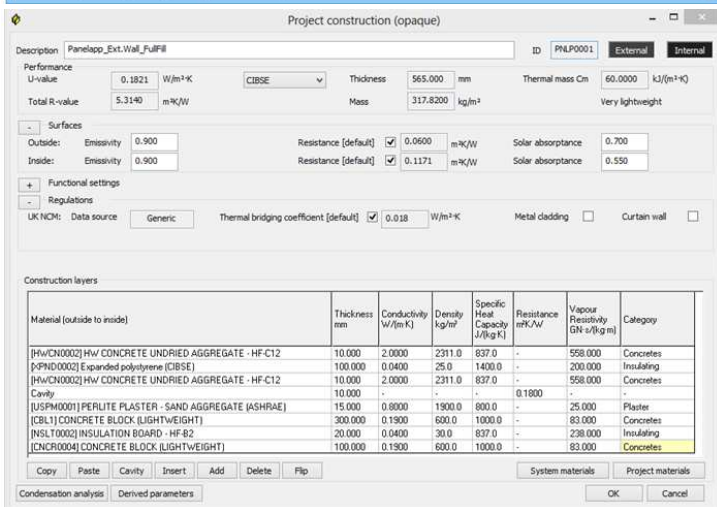 Project construction (opaque)
Description Panelapp_Ext.Wall_FullFill ID PNLP0001 External Internal
Performance
U-value 0.1821 W/m²·K CIBSE Thickness 565.000 mm Thermal mass Cm 60.0000 kJ/(m²·K)
Total R-value 5.3140 m²K/W Mass 317.8200 kg/m² Very lightweight
- Surfaces
Outside: Emissivity 0.900 Resistance [default] 0.0600 m²K/W Solar absorptance 0.700
Inside: Emissivity 0.900 Resistance [default] 0.1171 m²K/W Solar absorptance 0.550
+ Functional settings
- Regulations
UK NCM: Data source Generic Thermal bridging coefficient [default] 0.018 W/m²·K Metal cladding Curtain wall
Construction layers
Material (outside to inside) Thickness mm Conductivity W/(m·K) Density kg/m³ Specific Heat Capacity J/(kg·K) Resistance m²K/W Vapour Resistivity GN·s/(kg·m) Category
[HWCN0002] HW CONCRETE UNDRIED AGGREGATE - HF-C12 10.000 2.0000 2311.0 837.0 - 558.000 Concretes
[XPND0002] Expanded polystyrene (CIBSE) 100.000 0.0400 25.0 1400.0 - 200.000 Insulating
[HWCN0002] HW CONCRETE UNDRIED AGGREGATE - HF-C12 10.000 2.0000 2311.0 837.0 - 558.000 Concretes
Cavity 10.000 - - - 0.1800 - -
[USPM0001] PERLITE PLASTER - SAND AGGREGATE (ASHRAE) 15.000 0.8000 1900.0 800.0 - 25.000 Plaster
[CBL1] CONCRETE BLOCK (LIGHTWEIGHT) 300.000 0.1900 600.0 1000.0 - 83.000 Concretes
[NSLT0002] INSULATION BOARD - HF-B2 20.000 0.0400 30.0 837.0 - 238.000 Insulating
[CNCR0004] CONCRETE BLOCK (LIGHTWEIGHT) 100.000 0.1900 600.0 1000.0 - 83.000 Concretes
Copy Paste Cavity Insert Add Delete Flip System materials Project materials
Condensation analysis Derived parameters OK Cancel